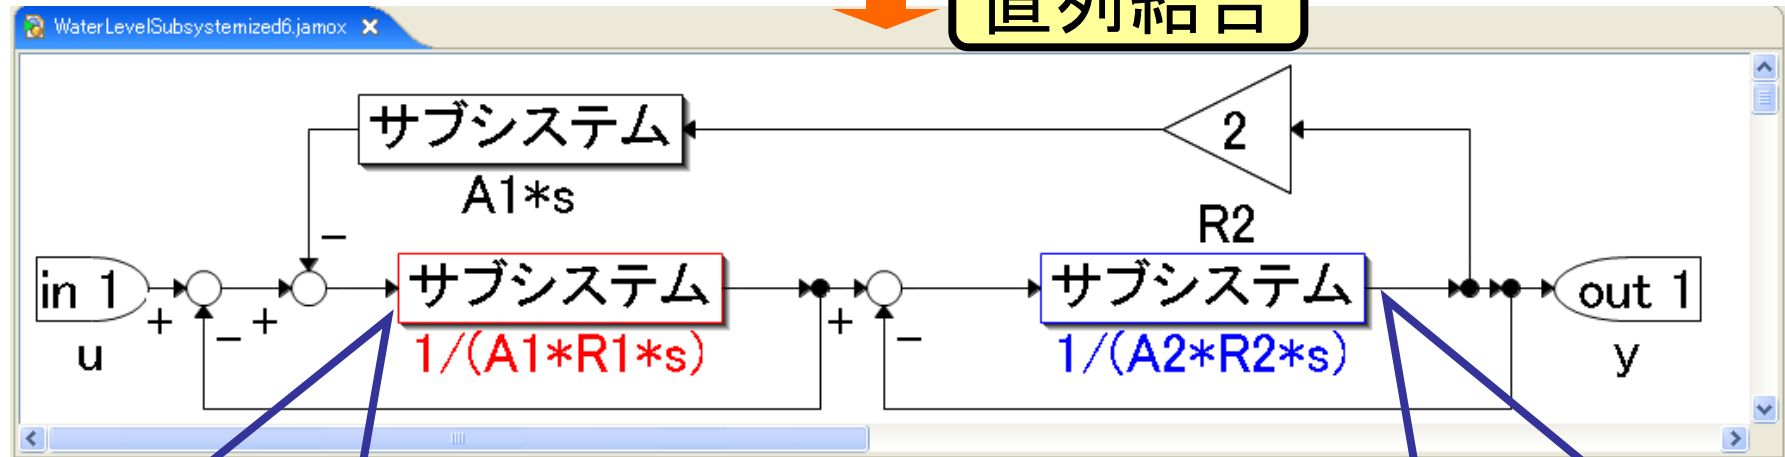 直列結合
WaterLevelSubsystemized6.jamox
サブシステム
A1*s
2
R2
in 1
u
+
−
+
−
サブシステム
1/(A1*R1*s)
+
−
サブシステム
1/(A2*R2*s)
out 1
y